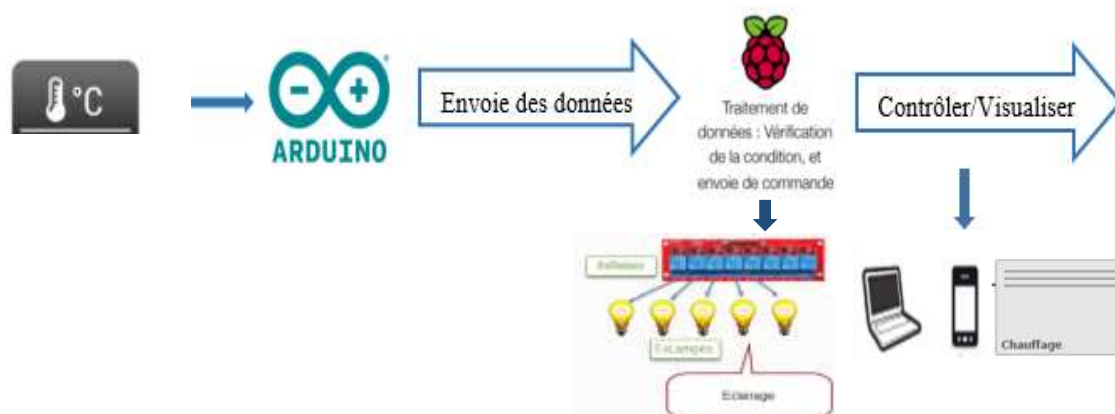 °C
ARDUINO
Envoie des données
Traitement de
données : Vérification
de la condition, et
envoie de commande
Contrôler/Visualiser
Eclairage
Chauffage